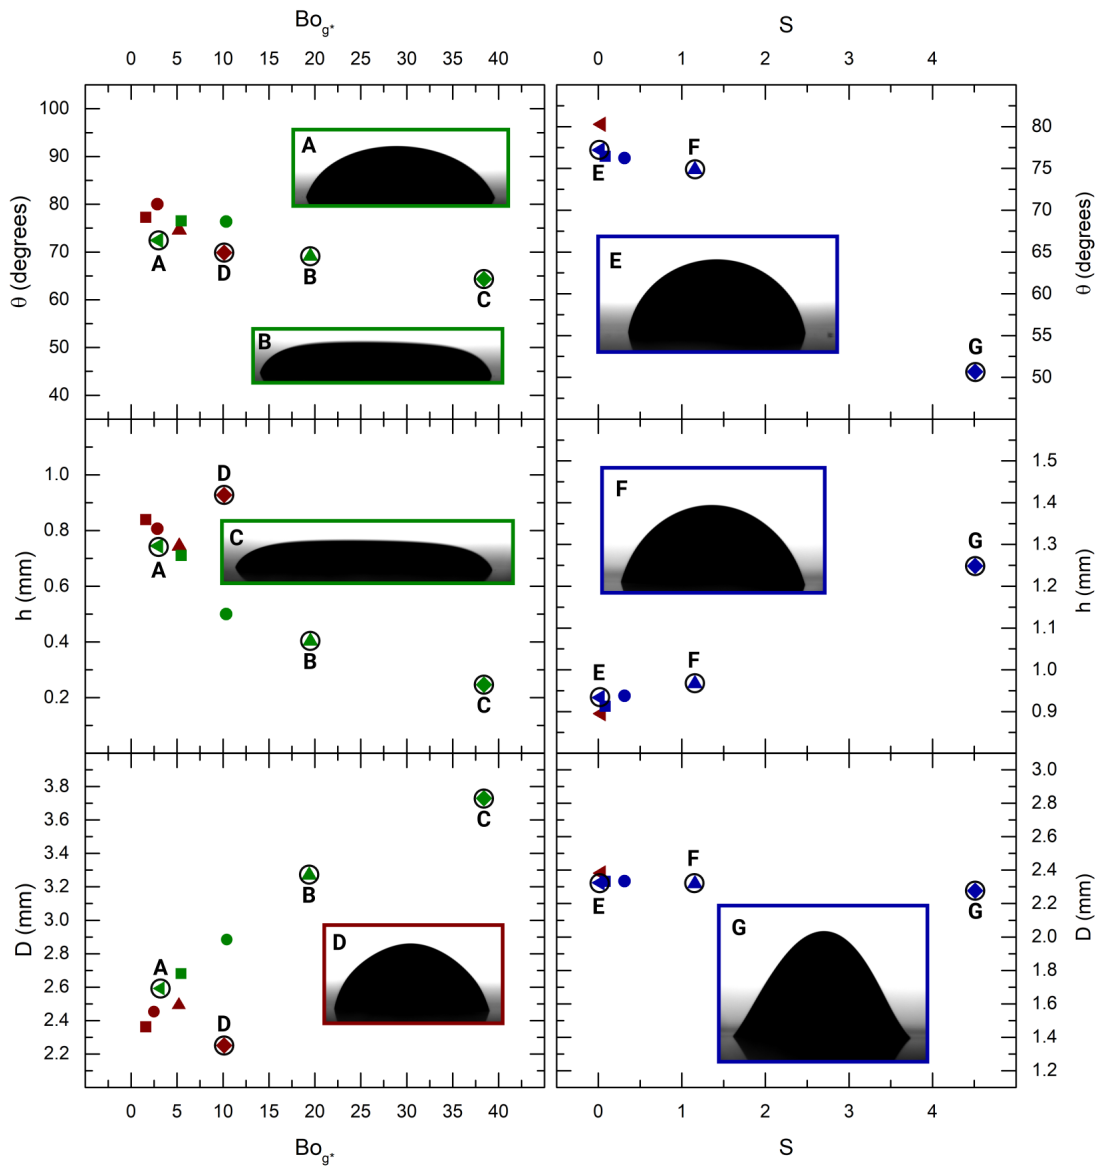 Bo_g*
S
0 5 10 15 20 25 30 35 40
0 1 2 3 4
100
90
80
70
60
50
40
θ (degrees)
A
B
A
D
B
C
80
75
70
65
60
55
50
θ (degrees)
F
E
E
G
1.0
0.8
0.6
0.4
0.2
h (mm)
D
C
A
B
C
1.5
1.4
1.3
1.2
1.1
1.0
0.9
h (mm)
F
G
E
F
3.8
3.6
3.4
3.2
3.0
2.8
2.6
2.4
2.2
D (mm)
C
B
A
D
D
3.0
2.8
2.6
2.4
2.2
2.0
1.8
1.6
1.4
1.2
D (mm)
F
E
G
G
0 5 10 15 20 25 30 35 40
0 1 2 3 4
Bo_g*
S